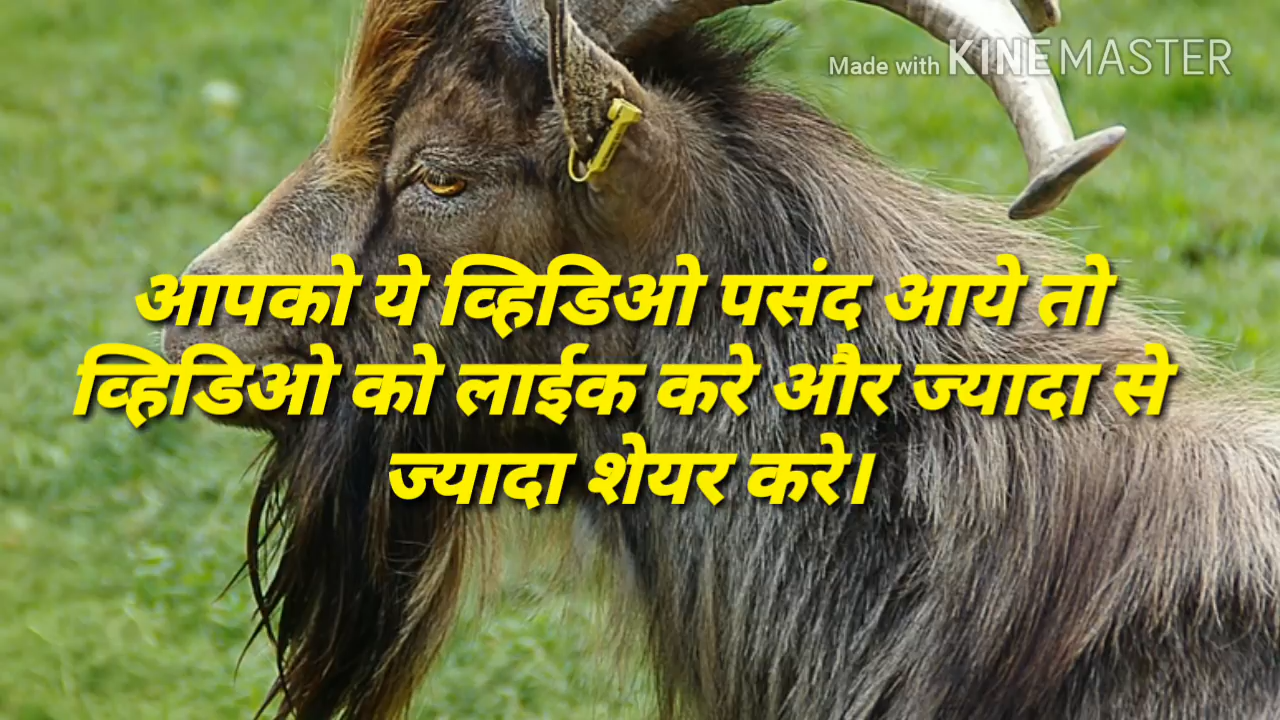 Made with KINEMASTER
आपको ये व्हिडिओ पसंद आये तो
व्हिडिओ को लाईक करे और ज्यादा से
ज्यादा शेयर करे।